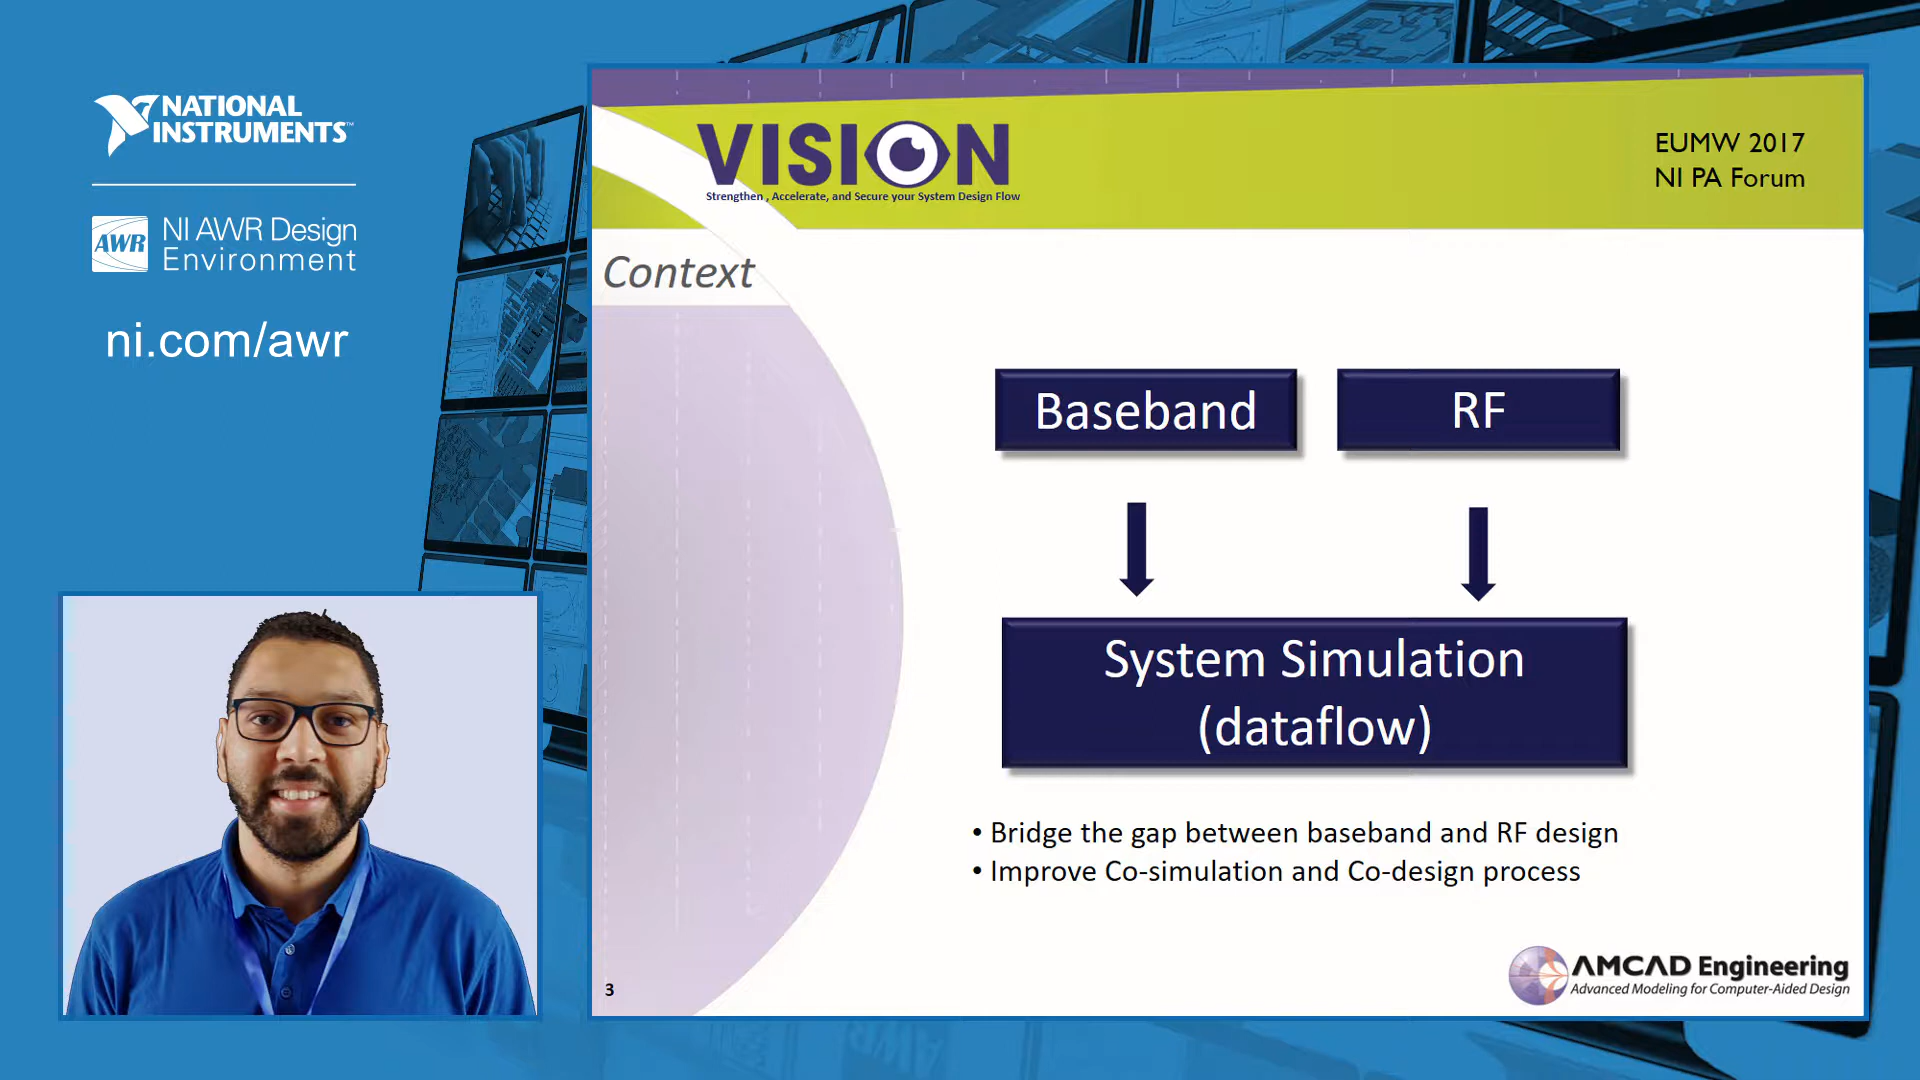 NATIONAL
INSTRUMENTS™
AWR
NI AWR Design
Environment
ni.com/awr
VISION
Strengthen , Accelerate, and Secure your System Design Flow
EUMW 2017
NI PA Forum
Context
Baseband
RF
System Simulation
(dataflow)
• Bridge the gap between baseband and RF design
• Improve Co-simulation and Co-design process
3
AMCAD Engineering
Advanced Modeling for Computer-Aided Design
AWR